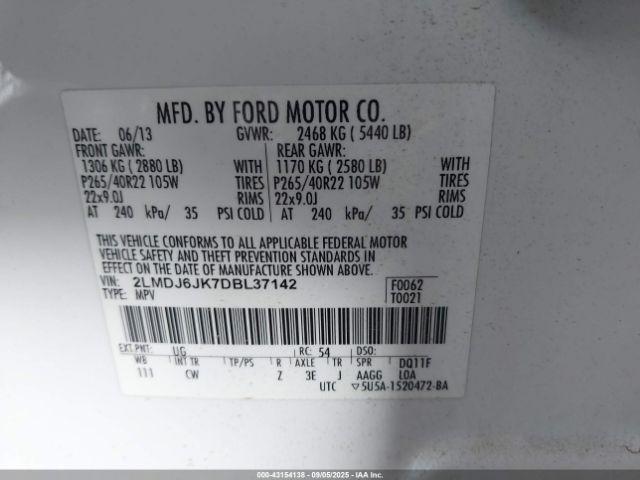 MFD. BY FORD MOTOR CO.
DATE: 06/13 GVWR: 2468 KG ( 5440 LB)
FRONT GAWR: REAR GAWR:
1306 KG ( 2880 LB) WITH 1170 KG ( 2580 LB) WITH
P265/40R22 105W TIRES P265/40R22 105W TIRES
22x9.0J RIMS 22x9.0J RIMS
AT 240 kPa/ 35 PSI COLD AT 240 kPa/ 35 PSI COLD
THIS VEHICLE CONFORMS TO ALL APPLICABLE FEDERAL MOTOR
VEHICLE SAFETY AND THEFT PREVENTION STANDARDS IN
EFFECT ON THE DATE OF MANUFACTURE SHOWN ABOVE.
VIN: 2LMDJ6JK7DBL37142 F0062
TYPE: MPV T0021
EXT PNT: UG RC: 54 DSO:
WB INT TR TP/PS R AXLE TR SPR DQ11F
111 CW Z 3E J AAGG LOA
UTC ▽5U5A-1520472-BA
000-43154138 - 09/05/2025 - Copyright © 2025 IAA, LLC